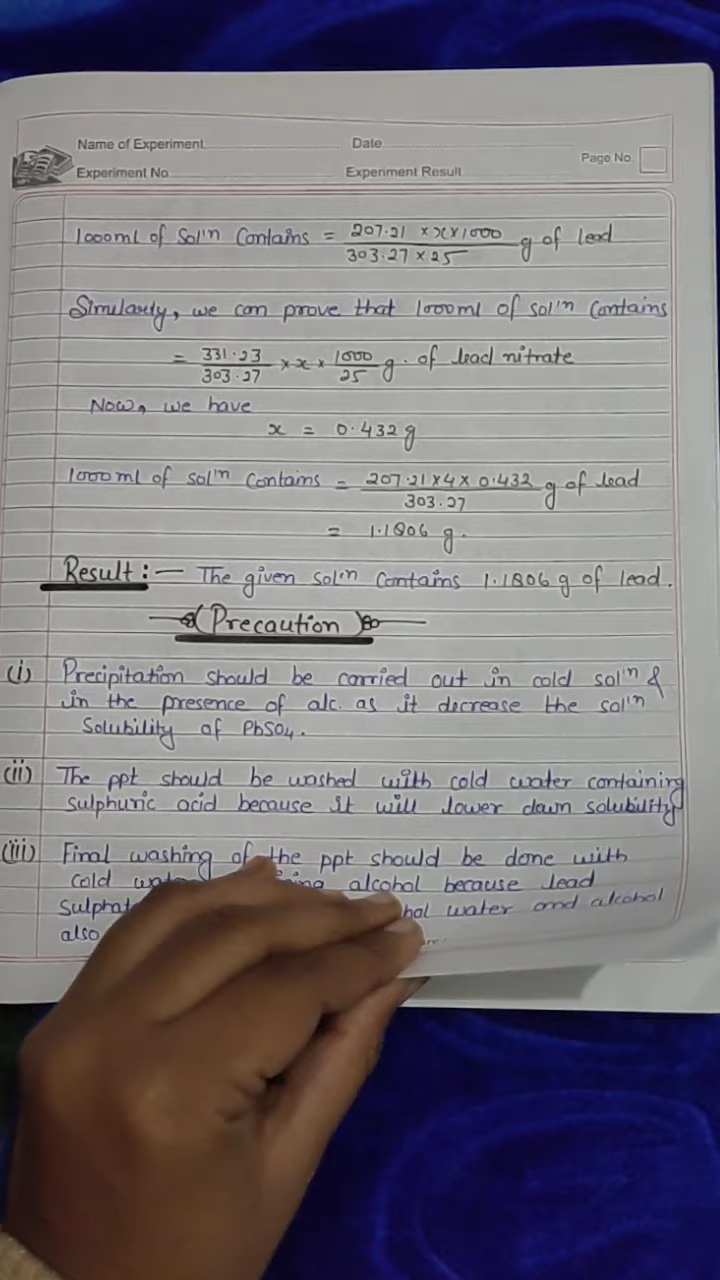 Name of Experiment Date
Page No.
Experiment No Experiment Result
1000ml of Sol'n Contains = 207.21 × x × 1000 / 303.27 × 25 g of lead
Similarly, we can prove that 1000ml of sol'n Contains
= 331.23 / 303.27 × x × 1000 / 25 g. of lead nitrate
Now, we have
x = 0.432 g
1000 ml of sol'n Contains = 207.21 × 4 × 0.432 / 303.27 g of lead
= 1.1806 g.
Result :— The given sol'n Contains 1.1806 g of lead.
(Precaution)
(i) Precipitation should be carried out in cold sol'n &
in the presence of alc. as it decrease the sol'n
Solubility of PbSO4.
(ii) The ppt should be washed with cold water containing
sulphuric acid because it will lower down solubility
(iii) Final washing of the ppt should be done with
cold alcohol because lead
water and alcohol
also